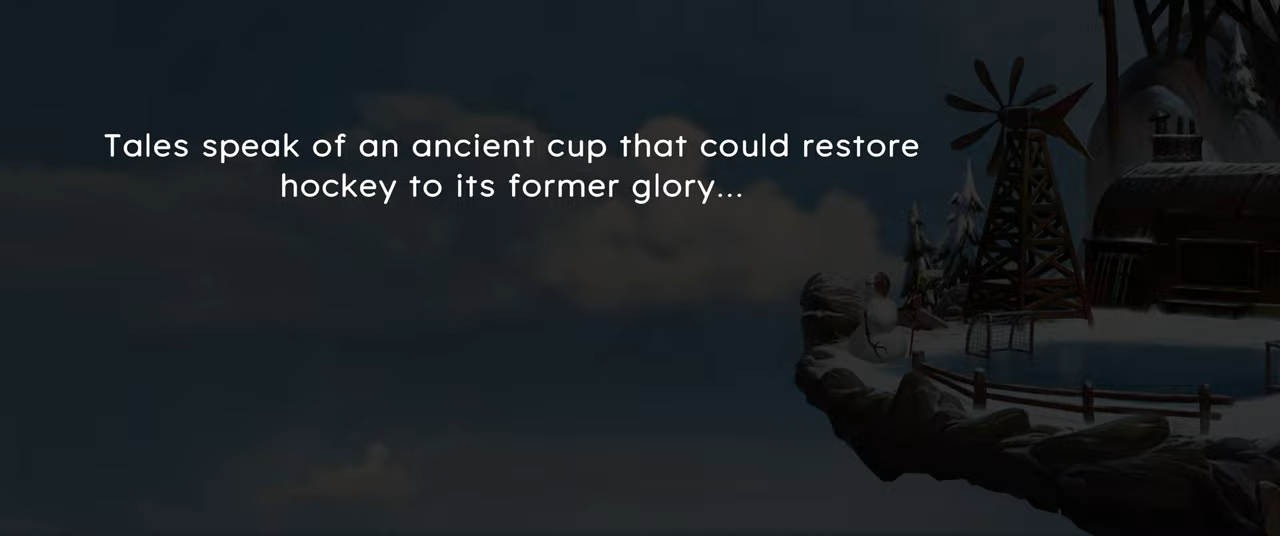 Tales speak of an ancient cup that could restore
hockey to its former glory...